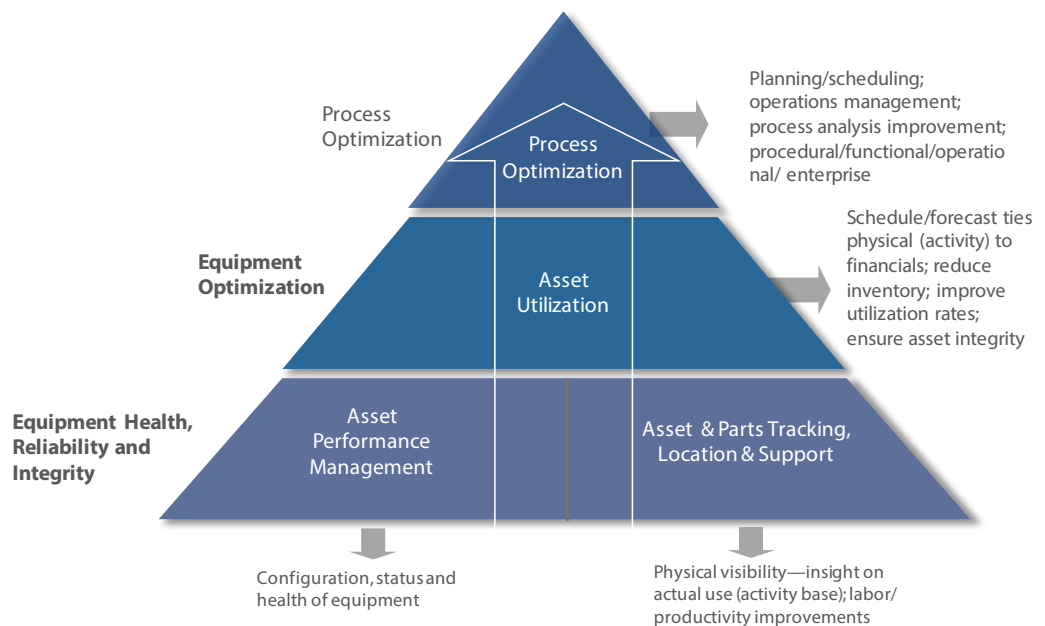 Process
Optimization
Process
Optimization
Planning/scheduling;
operations management;
process analysis improvement;
procedural/functional/operatio
nal/ enterprise
Equipment
Optimization
Asset
Utilization
Schedule/forecast ties
physical (activity) to
financials; reduce
inventory; improve
utilization rates;
ensure asset integrity
Equipment Health,
Reliability and
Integrity
Asset
Performance
Management
Asset & Parts Tracking,
Location & Support
Configuration, status and
health of equipment
Physical visibility—insight on
actual use (activity base); labor/
productivity improvements